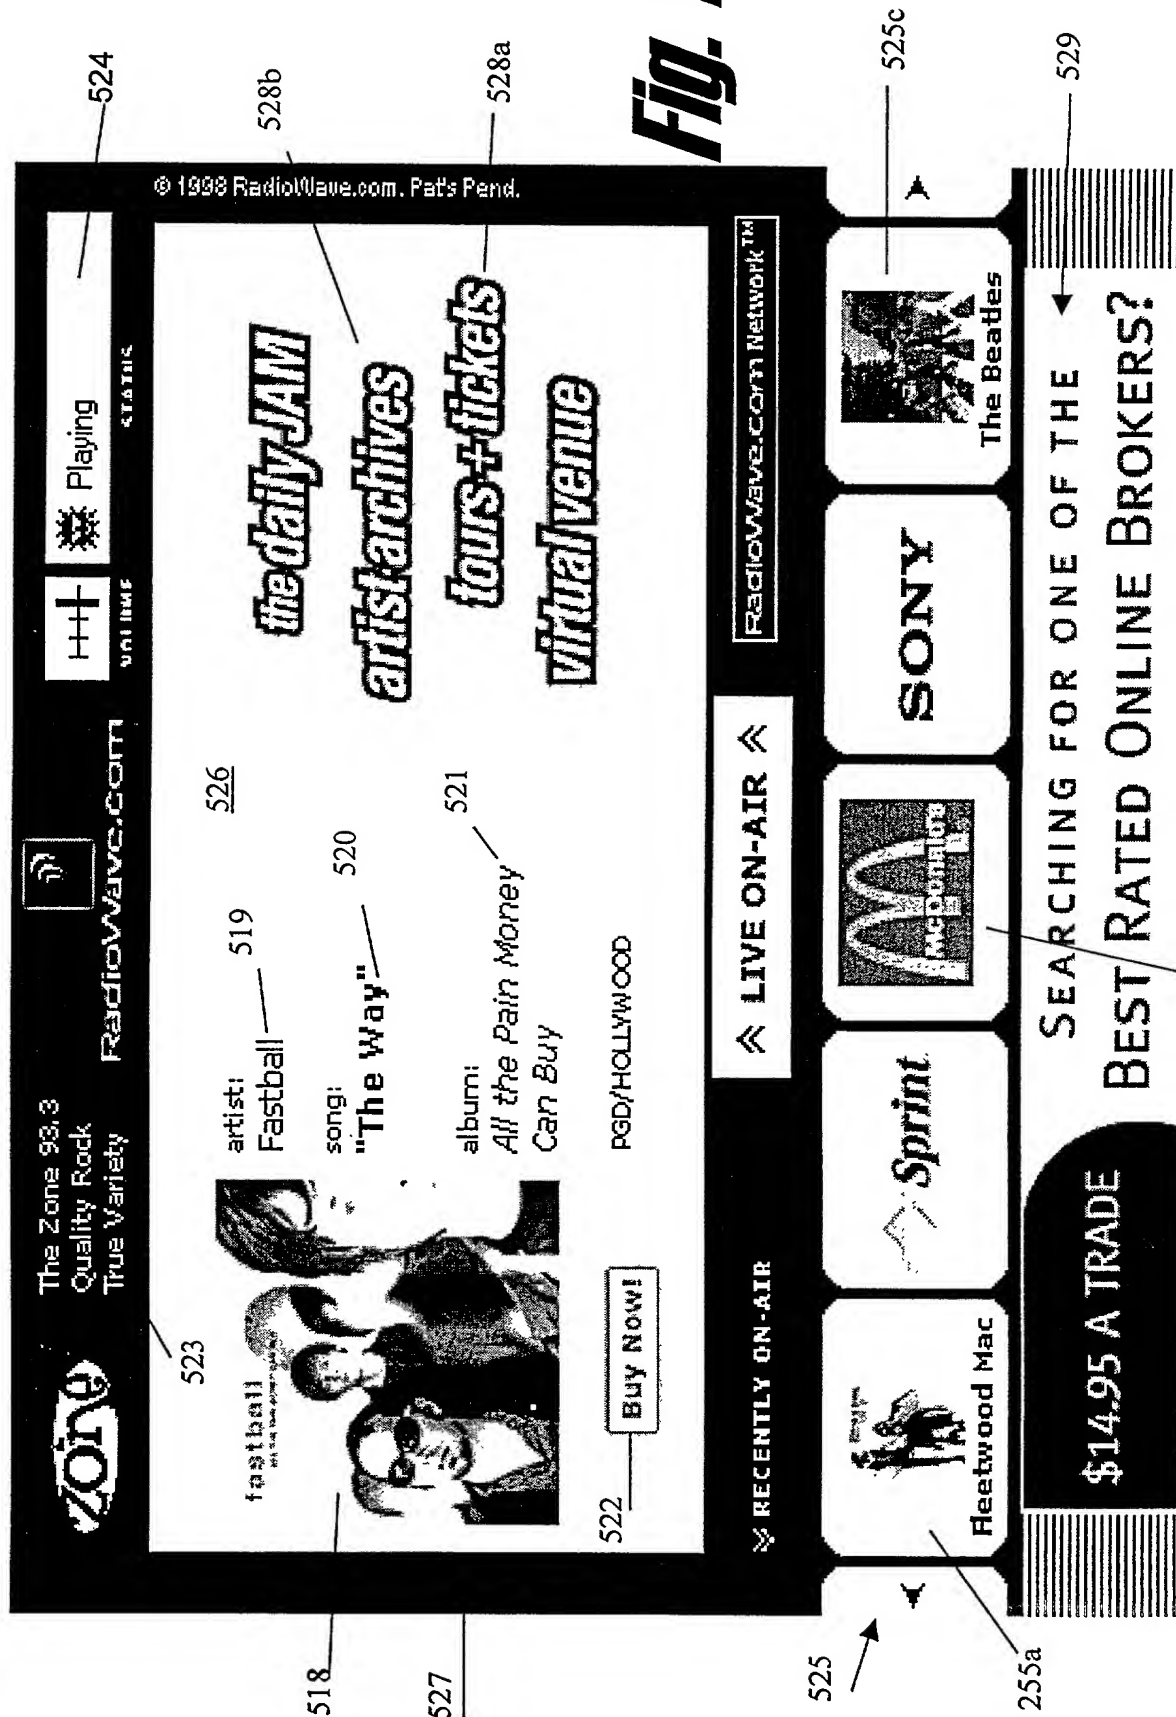 524
528b
528a
Fig.
525c
529
zone
The Zone 93.3
Quality Rock
True Variety
RadioWave.com
Playing
STATUS
523
© 1998 RadioWave.com. Pat's Pend.
fastball
artist:
Fastball
519
526
song:
"The Way"
520
album:
521
All the Pain Money
Can Buy
PGD/HOLLYWOOD
522
Buy Now!
the daily JAM
artist archives
tours + tickets
virtual venue
RECENTLY ON-AIR
LIVE ON-AIR
RadioWave.com Network™
Fleetwood Mac
Sprint
McDonald's
SONY
The Beatles
$14.95 A TRADE
SEARCHING FOR ONE OF THE
BEST RATED ONLINE BROKERS?
518
527
525
255a